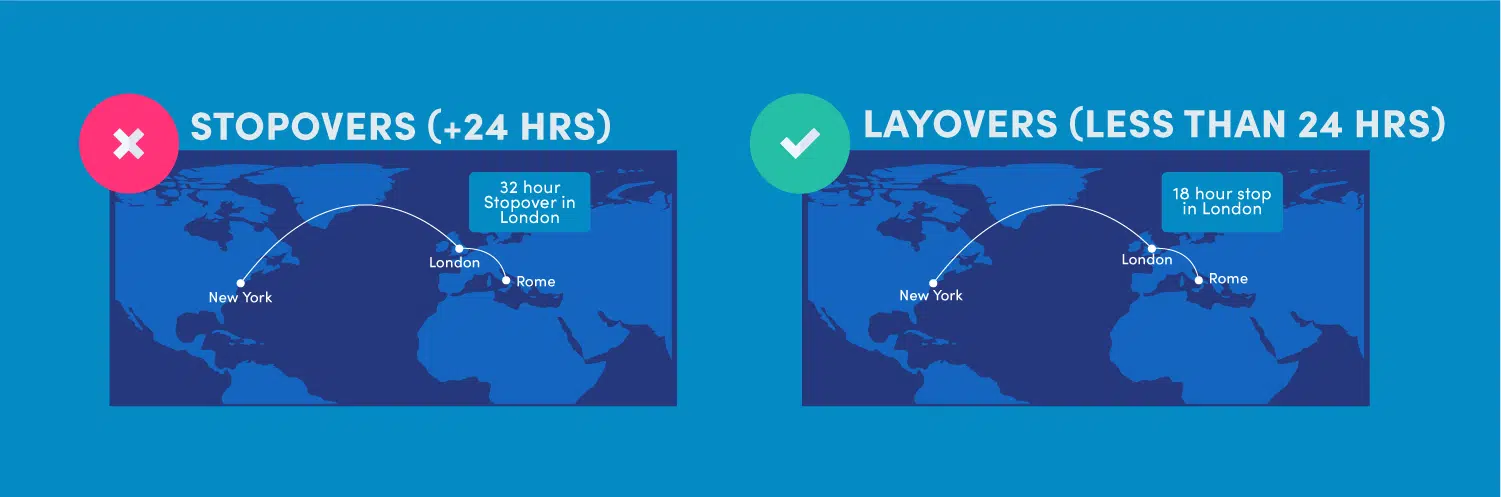 STOPOVERS (+24 HRS)
32 hour
Stopover in
London
London
Rome
New York
LAYOVERS (LESS THAN 24 HRS)
18 hour stop
in London
London
Rome
New York